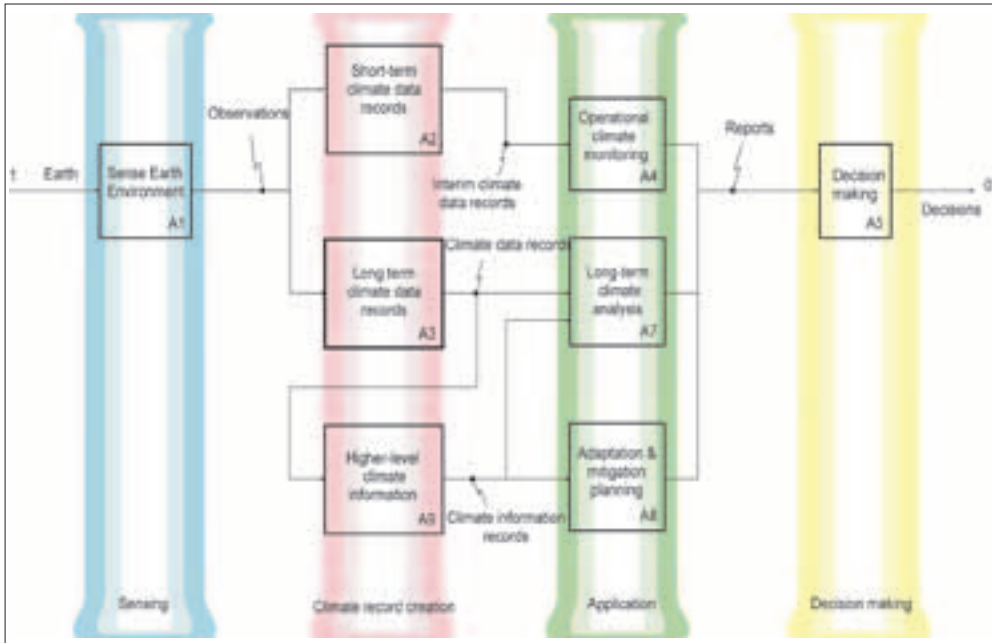 Earth
Sense Earth
Environment
A1
Observations
Short-term
climate data
records
A2
Interim climate
data records
Long term
climate data
records
A3
Climate data records
Higher-level
climate
information
Climate information
records
Operational
climate
monitoring
A4
Long-term
climate
analysis
A7
Adaptation &
mitigation
planning
A8
Reports
Decision
making
A5
Decisions
Sensing
Climate record creation
Application
Decision making